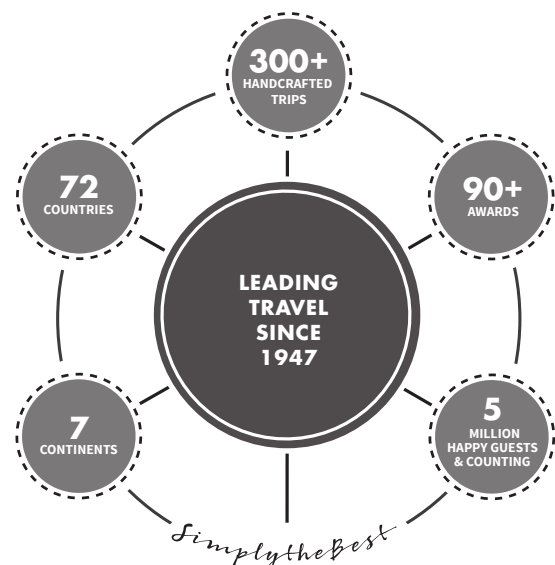 300+
HANDCRAFTED
TRIPS
72
COUNTRIES
90+
AWARDS
LEADING
TRAVEL
SINCE
1947
7
CONTINENTS
5
MILLION
HAPPY GUESTS
& COUNTING
SimplytheBest